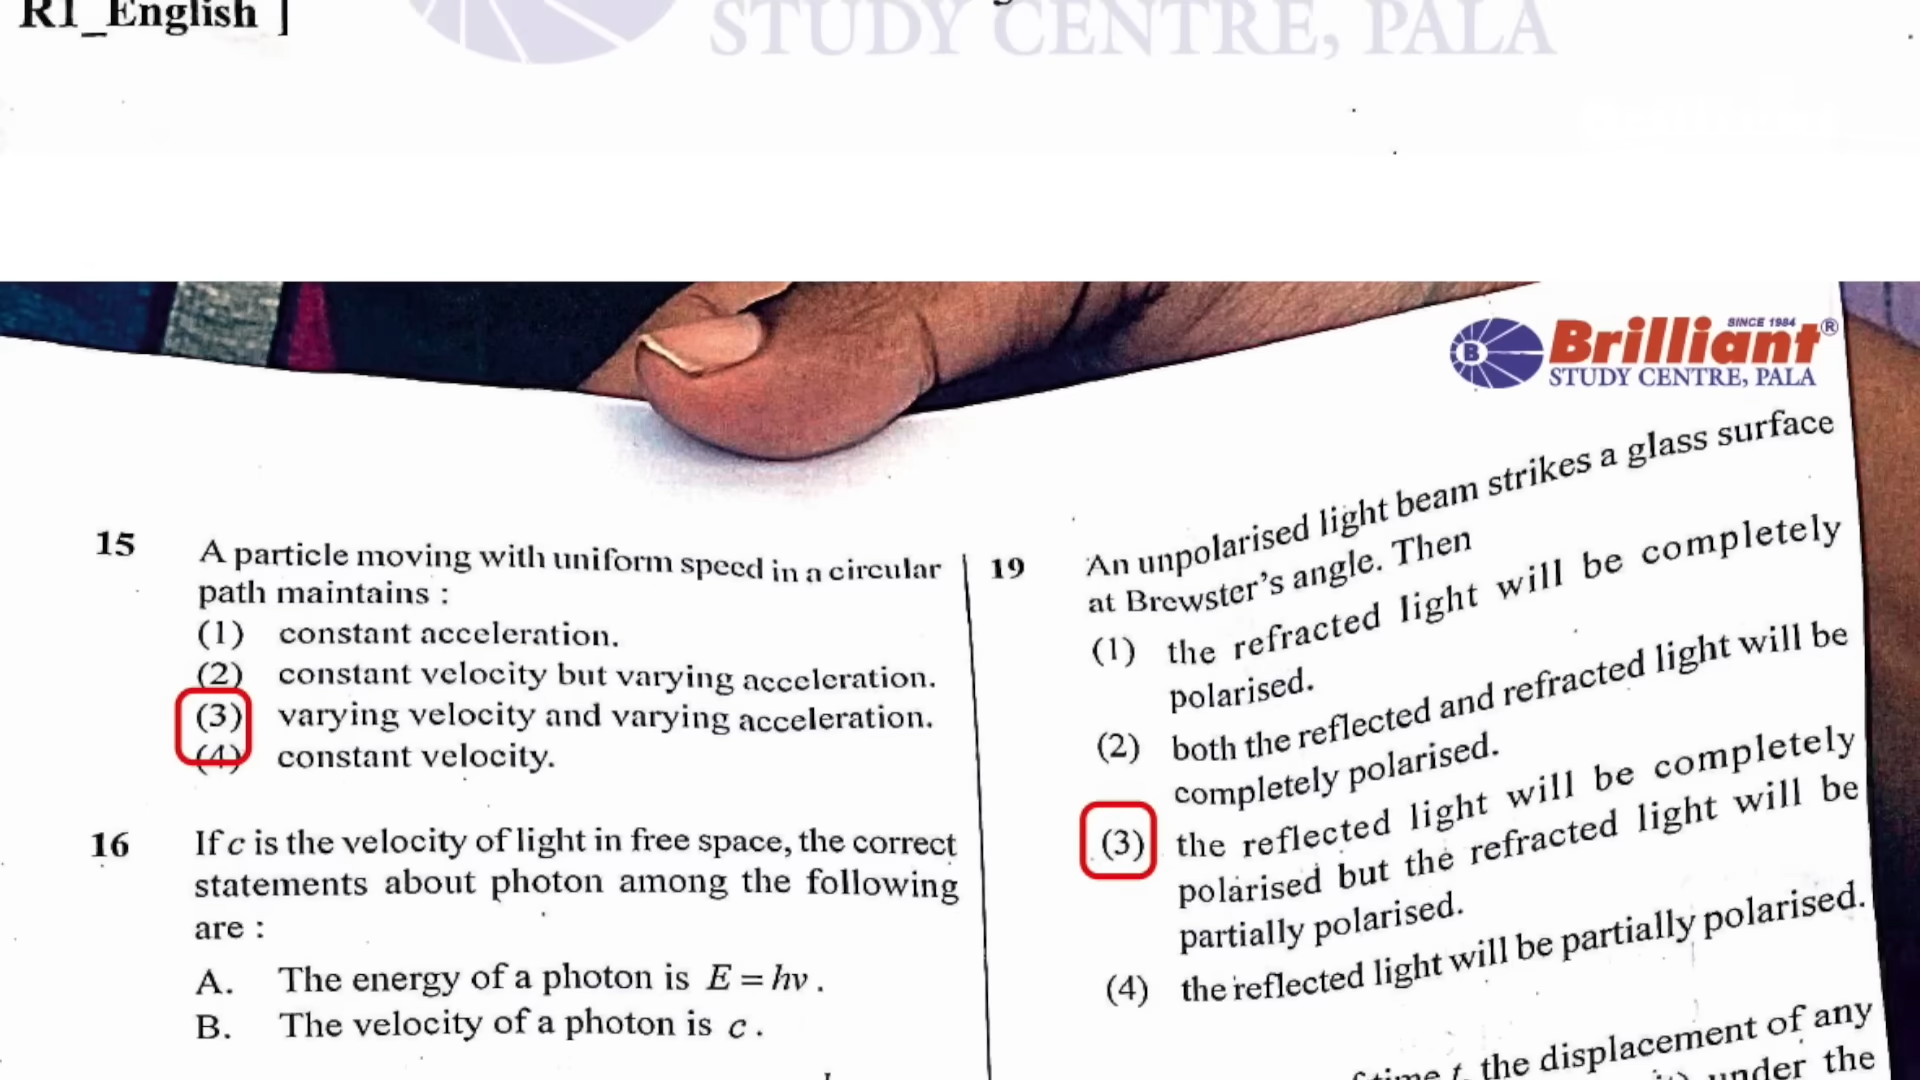 R1_English ]
STUDY CENTRE, PALA
SINCE 1984
B
Brilliant®
STUDY CENTRE, PALA
15 A particle moving with uniform speed in a circular
path maintains :
(1) constant acceleration.
(2) constant velocity but varying acceleration.
(3) varying velocity and varying acceleration.
(4) constant velocity.
16 If c is the velocity of light in free space, the correct
statements about photon among the following
are :
A. The energy of a photon is E = hν .
B. The velocity of a photon is c .
19 An unpolarised light beam strikes a glass surface
at Brewster's angle. Then
(1) the refracted light will be completely
polarised.
(2) both the reflected and refracted light will be
completely polarised.
(3) the reflected light will be completely
polarised but the refracted light will be
partially polarised.
(4) the reflected light will be partially polarised.
time t, the displacement of any
under the